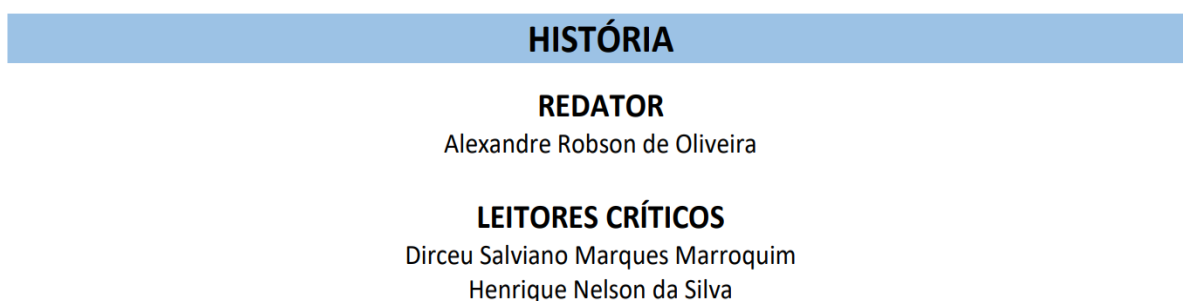 HISTÓRIA
REDATOR
Alexandre Robson de Oliveira
LEITORES CRÍTICOS
Dirceu Salviano Marques Marroquim
Henrique Nelson da Silva